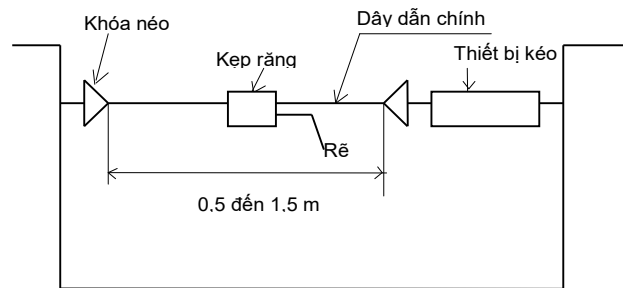 Khóa néo
Dây dẫn chính
Kẹp răng
Thiết bị kéo
Rẽ
0,5 đến 1,5 m